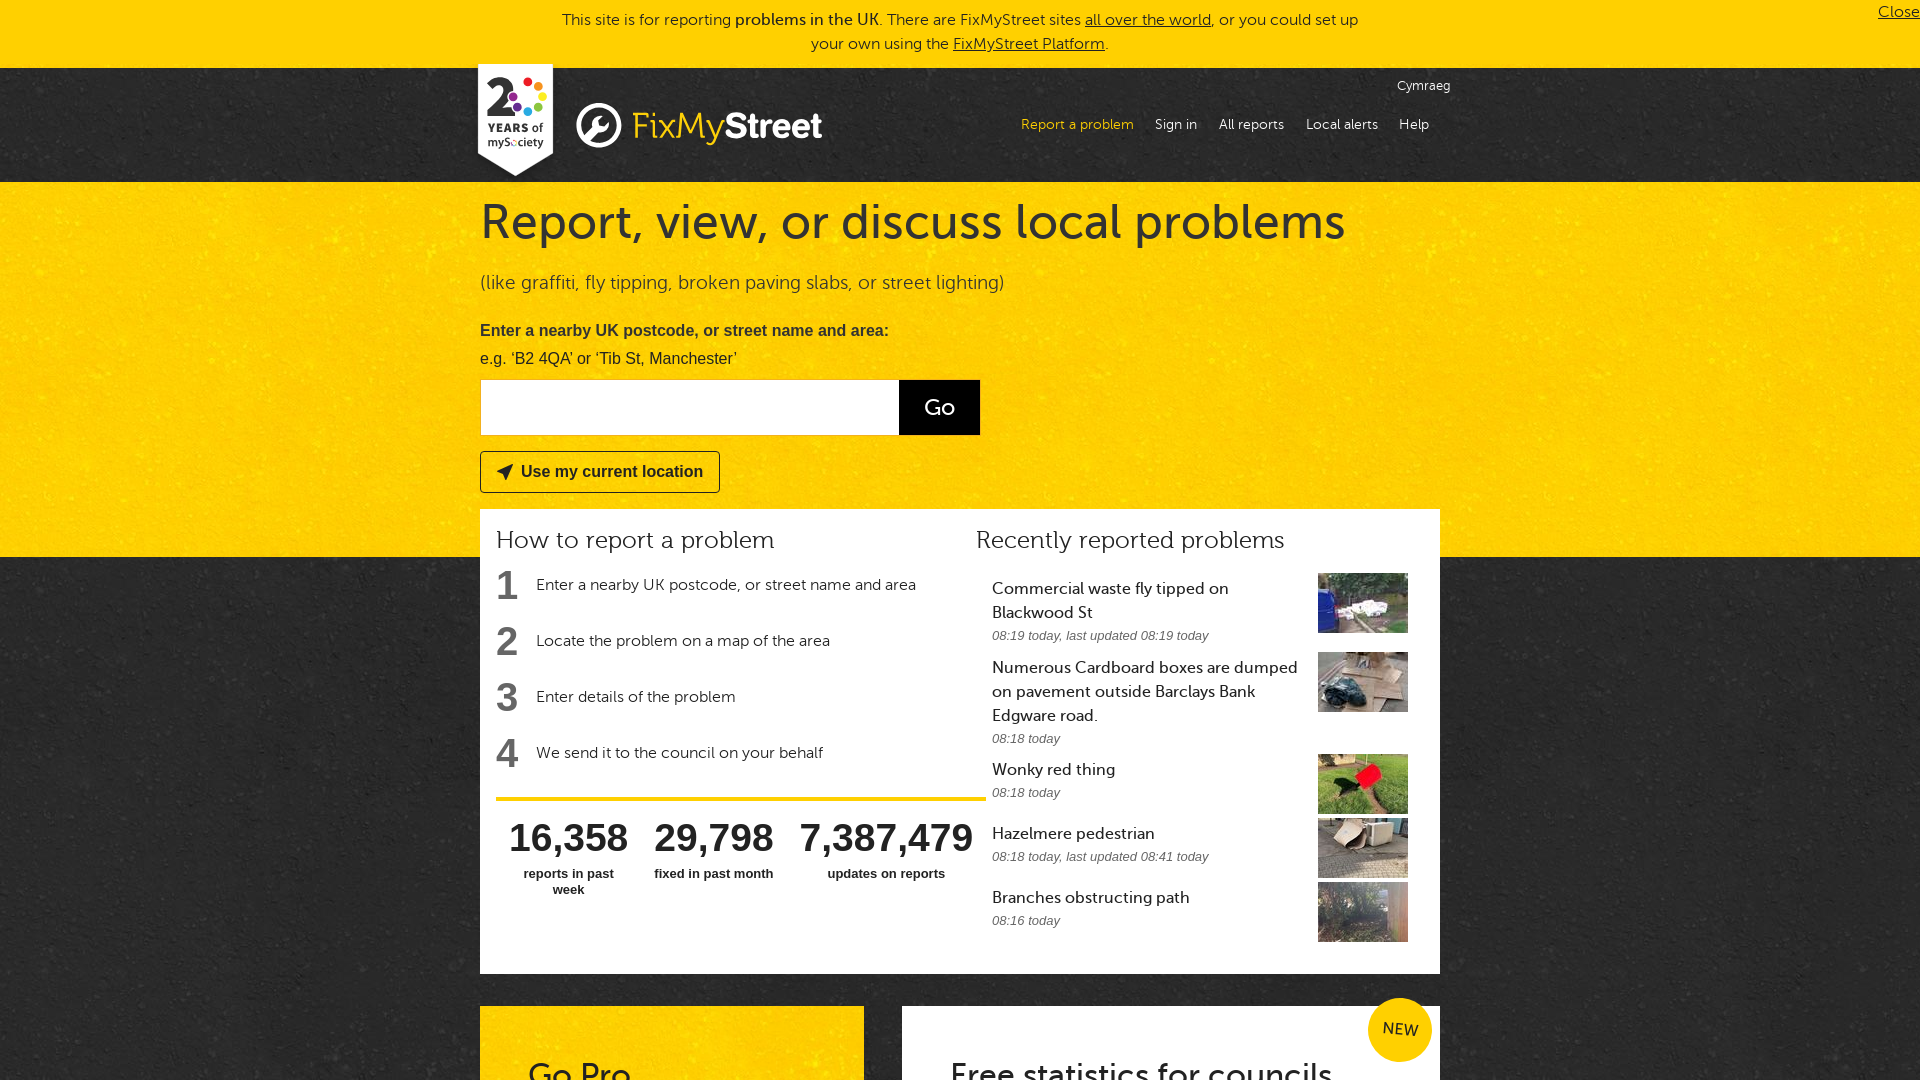 This site is for reporting problems in the UK. There are FixMyStreet sites all over the world, or you could set up
your own using the FixMyStreet Platform.
Close
20
YEARS of
mySociety
FixMyStreet
Cymraeg
Report a problem
Sign in
All reports
Local alerts
Help
Report, view, or discuss local problems
(like graffiti, fly tipping, broken paving slabs, or street lighting)
Enter a nearby UK postcode, or street name and area:
e.g. ‘B2 4QA’ or ‘Tib St, Manchester’
Go
Use my current location
How to report a problem
1 Enter a nearby UK postcode, or street name and area
2 Locate the problem on a map of the area
3 Enter details of the problem
4 We send it to the council on your behalf
16,358
reports in past
week
29,798
fixed in past month
7,387,479
updates on reports
Recently reported problems
Commercial waste fly tipped on
Blackwood St
08:19 today, last updated 08:19 today
Numerous Cardboard boxes are dumped
on pavement outside Barclays Bank
Edgware road.
08:18 today
Wonky red thing
08:18 today
Hazelmere pedestrian
08:18 today, last updated 08:41 today
Branches obstructing path
08:16 today
Go Pro
NEW
Free statistics for councils